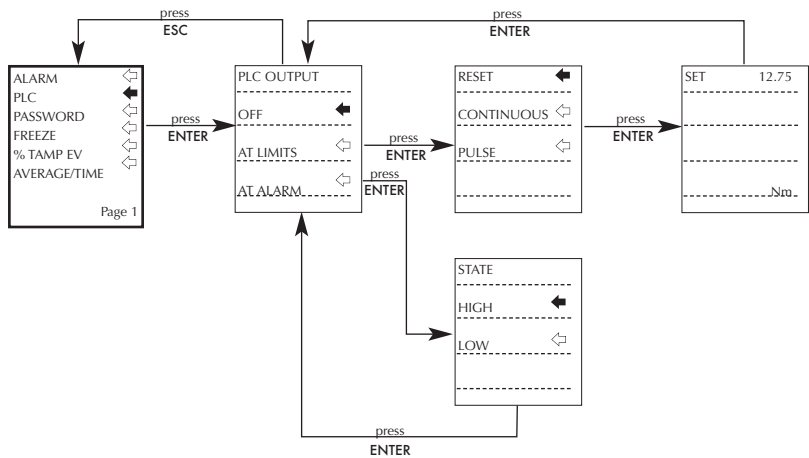 press
ESC
press
ENTER
ALARM
PLC
PASSWORD
FREEZE
% TAMP EV
AVERAGE/TIME
Page 1
press
ENTER
PLC OUTPUT
OFF
AT LIMITS
AT ALARM
press
ENTER
press
ENTER
RESET
CONTINUOUS
PULSE
press
ENTER
SET 12.75
Nm
STATE
HIGH
LOW
press
ENTER